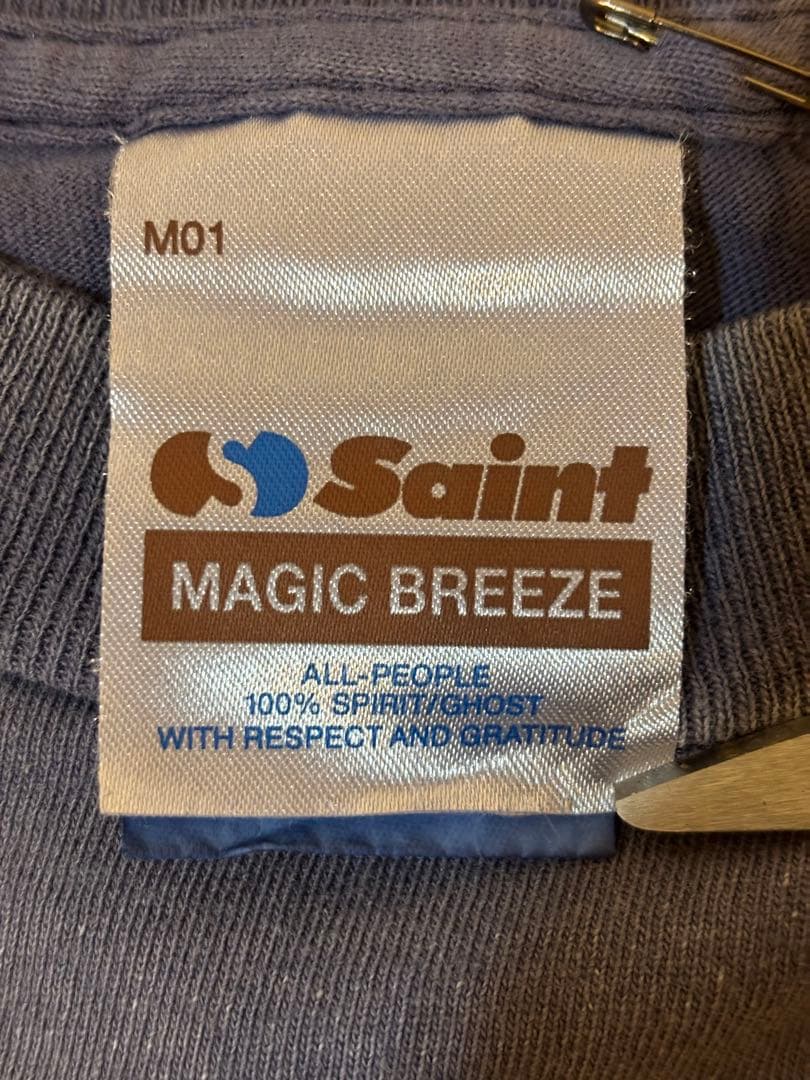 M01
Saint
MAGIC BREEZE
ALL-PEOPLE
100% SPIRIT/GHOST
WITH RESPECT AND GRATITUDE